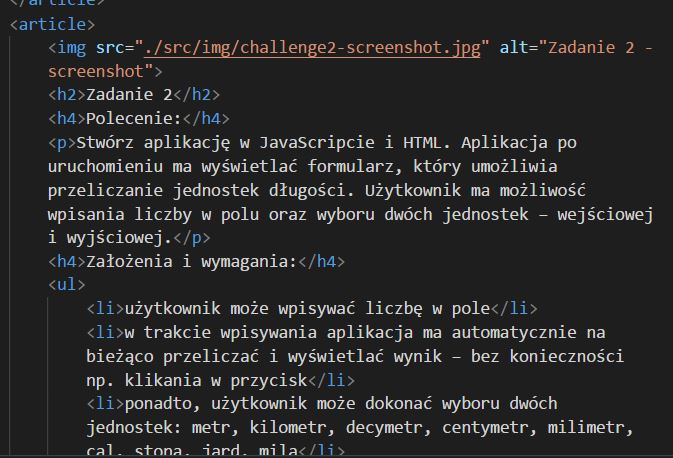 </article>
<article>
<img src="./src/img/challenge2-screenshot.jpg" alt="Zadanie 2 -
screenshot">
<h2>Zadanie 2</h2>
<h4>Polecenie:</h4>
<p>Stwórz aplikację w JavaScripcie i HTML. Aplikacja po
uruchomieniu ma wyświetlać formularz, który umożliwia
przeliczanie jednostek długości. Użytkownik ma możliwość
wpisania liczby w polu oraz wyboru dwóch jednostek – wejściowej
i wyjściowej.</p>
<h4>Założenia i wymagania:</h4>
<ul>
<li>użytkownik może wpisywać liczbę w pole</li>
<li>w trakcie wpisywania aplikacja ma automatycznie na
bieżąco przeliczać i wyświetlać wynik – bez konieczności
np. klikania w przycisk</li>
<li>ponadto, użytkownik może dokonać wyboru dwóch
jednostek: metr, kilometr, decymetr, centymetr, milimetr,
cal, stopa, jard, mila</li>